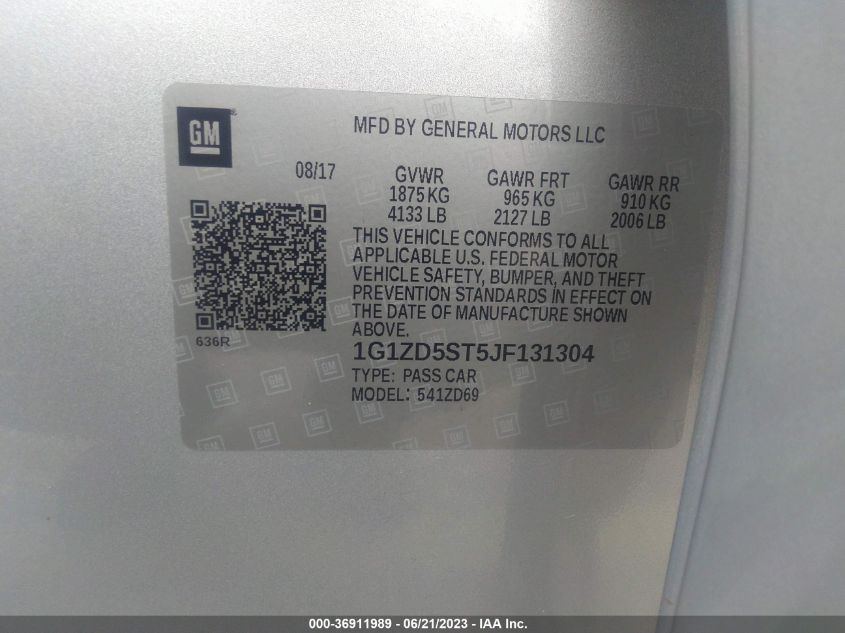 GM
MFD BY GENERAL MOTORS LLC
08/17
GVWR GAWR FRT GAWR RR
1875 KG 965 KG 910 KG
4133 LB 2127 LB 2006 LB
THIS VEHICLE CONFORMS TO ALL
APPLICABLE U.S. FEDERAL MOTOR
VEHICLE SAFETY, BUMPER, AND THEFT
PREVENTION STANDARDS IN EFFECT ON
THE DATE OF MANUFACTURE SHOWN
ABOVE.
636R
1G1ZD5ST5JF131304
TYPE: PASS CAR
MODEL: 541ZD69
000-36911989 - 06/21/2023 - IAA Inc.